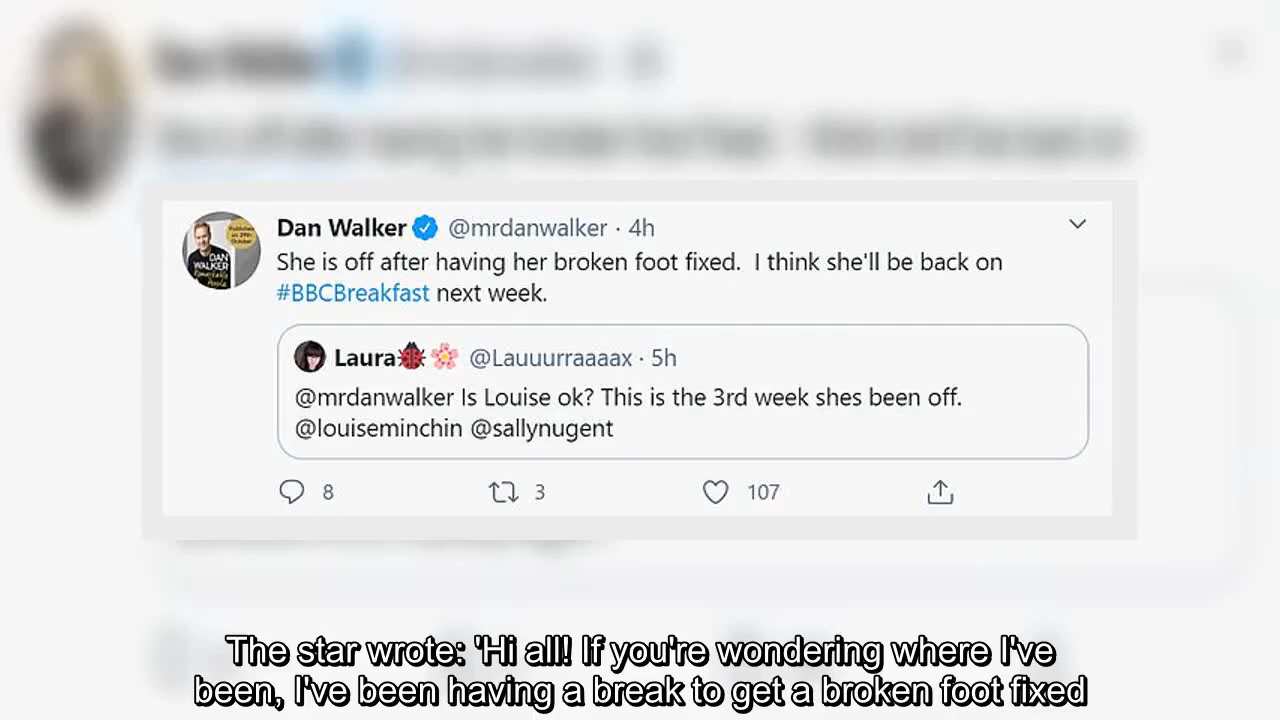 Dan Walker @mrdanwalker · 4h
She is off after having her broken foot fixed. I think she'll be back on
#BBCBreakfast next week.
Laura🐞🌸 @Lauuurraaaax · 5h
@mrdanwalker Is Louise ok? This is the 3rd week shes been off.
@louiseminchin @sallynugent
8 3 107
The star wrote: 'Hi all! If you're wondering where I've
been, I've been having a break to get a broken foot fixed